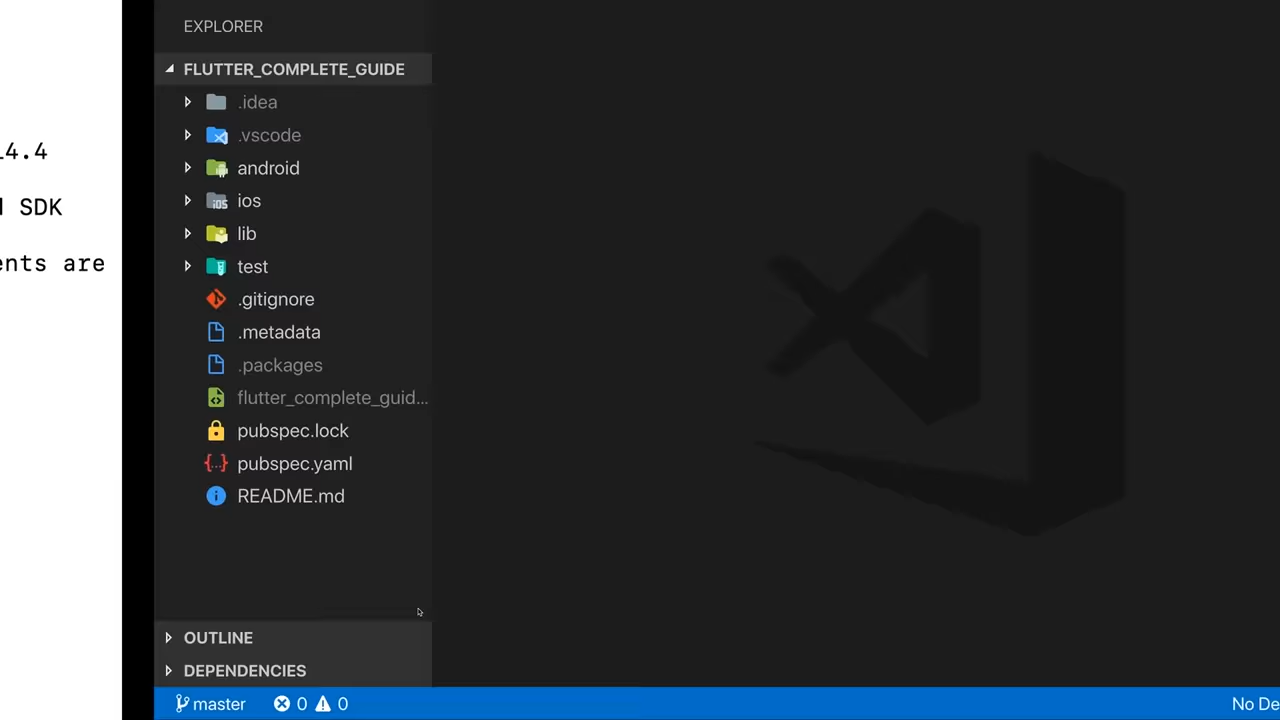 EXPLORER
FLUTTER_COMPLETE_GUIDE
.idea
.vscode
android
ios
lib
test
.gitignore
.metadata
.packages
flutter_complete_guid...
pubspec.lock
pubspec.yaml
README.md
OUTLINE
DEPENDENCIES
master 0 0
No De
14.4
SDK
ents are